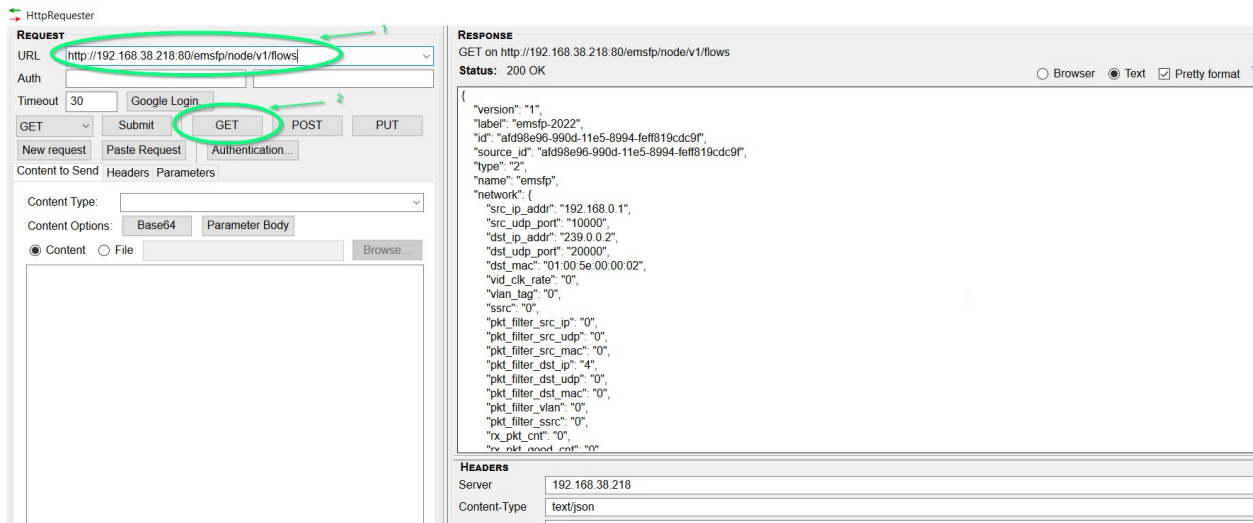 HttpRequester
REQUEST
1
URL http://192.168.38.218:80/emsfp/node/v1/flows
Auth
Timeout 30 Google Login..
2
GET Submit GET POST PUT
New request Paste Request Authentication...
Content to Send Headers Parameters
Content Type:
Content Options: Base64 Parameter Body
Content File Browse...
RESPONSE
GET on http://192.168.38.218:80/emsfp/node/v1/flows
Status: 200 OK
Browser Text Pretty format
{
"version": "1",
"label": "emsfp-2022",
"id": "afd98e96-990d-11e5-8994-feff819cdc9f",
"source_id": "afd98e96-990d-11e5-8994-feff819cdc9f",
"type": "2",
"name": "emsfp",
"network": {
"src_ip_addr": "192.168.0.1",
"src_udp_port": "10000",
"dst_ip_addr": "239.0.0.2",
"dst_udp_port": "20000",
"dst_mac": "01:00:5e:00:00:02",
"vid_clk_rate": "0",
"vlan_tag": "0",
"ssrc": "0",
"pkt_filter_src_ip": "0",
"pkt_filter_src_udp": "0",
"pkt_filter_src_mac": "0",
"pkt_filter_dst_ip": "4",
"pkt_filter_dst_udp": "0",
"pkt_filter_dst_mac": "0",
"pkt_filter_vlan": "0",
"pkt_filter_ssrc": "0",
"rx_pkt_cnt": "0",
"rx_pkt_good_cnt": "0"
HEADERS
Server 192.168.38.218
Content-Type text/json